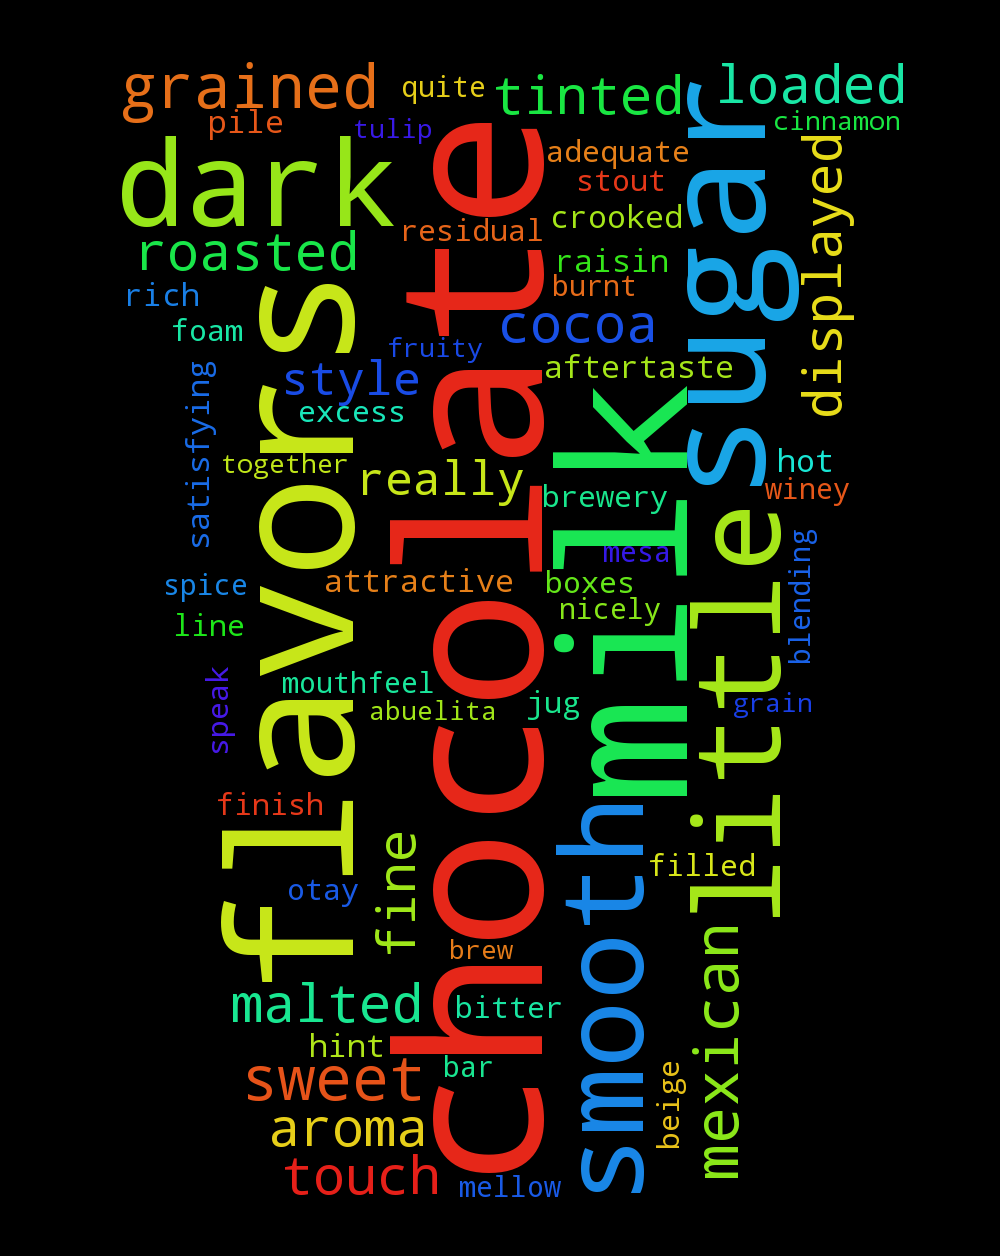 grained
quite
tinted
loaded
pile
tulip
cinnamon
dark
adequate
stout
displayed
crooked
residual
roasted
raisin
burnt
rich
foam
cocoa
fruity
style
aftertaste
excess
sugar
chocolate
flavors
milk
satisfying
together
really
hot
winey
brewery
mesa
blending
spice
attractive
boxes
nicely
line
little
speak
mouthfeel
abuelita
jug
grain
finish
fine
filled
otay
smooth
brew
mexican
malted
bitter
hint
bar
sweet
beige
aroma
touch
mellow